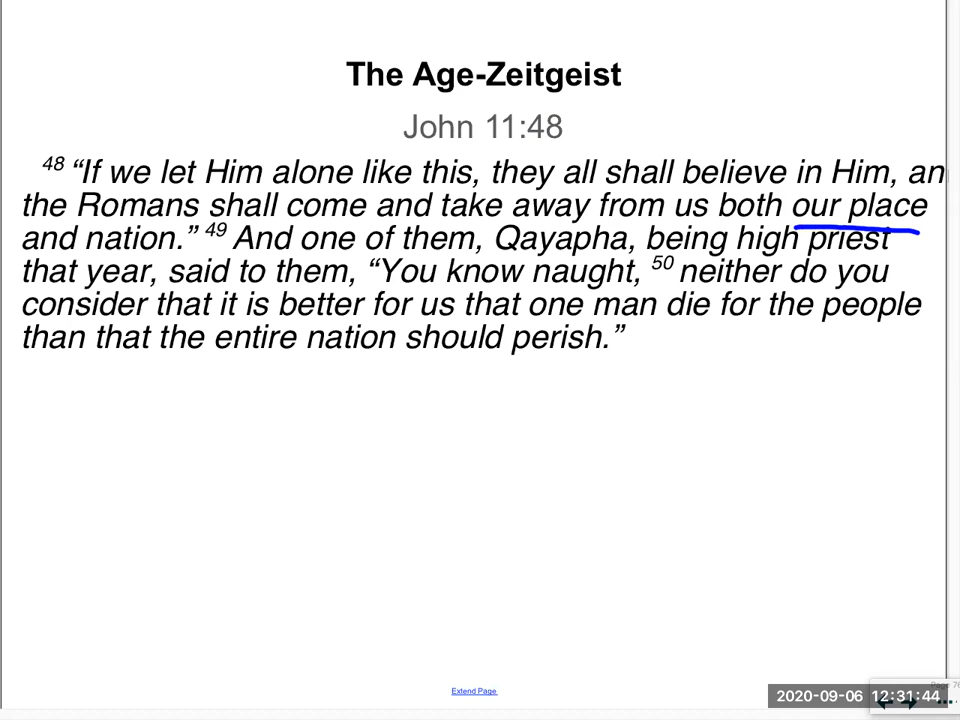 The Age-Zeitgeist
John 11:48
48 “If we let Him alone like this, they all shall believe in Him, an
the Romans shall come and take away from us both our place
and nation.” 49 And one of them, Qayapha, being high priest
that year, said to them, “You know naught, 50 neither do you
consider that it is better for us that one man die for the people
than that the entire nation should perish.”
Extend Page
Page 76
2020-09-06 12:31:44